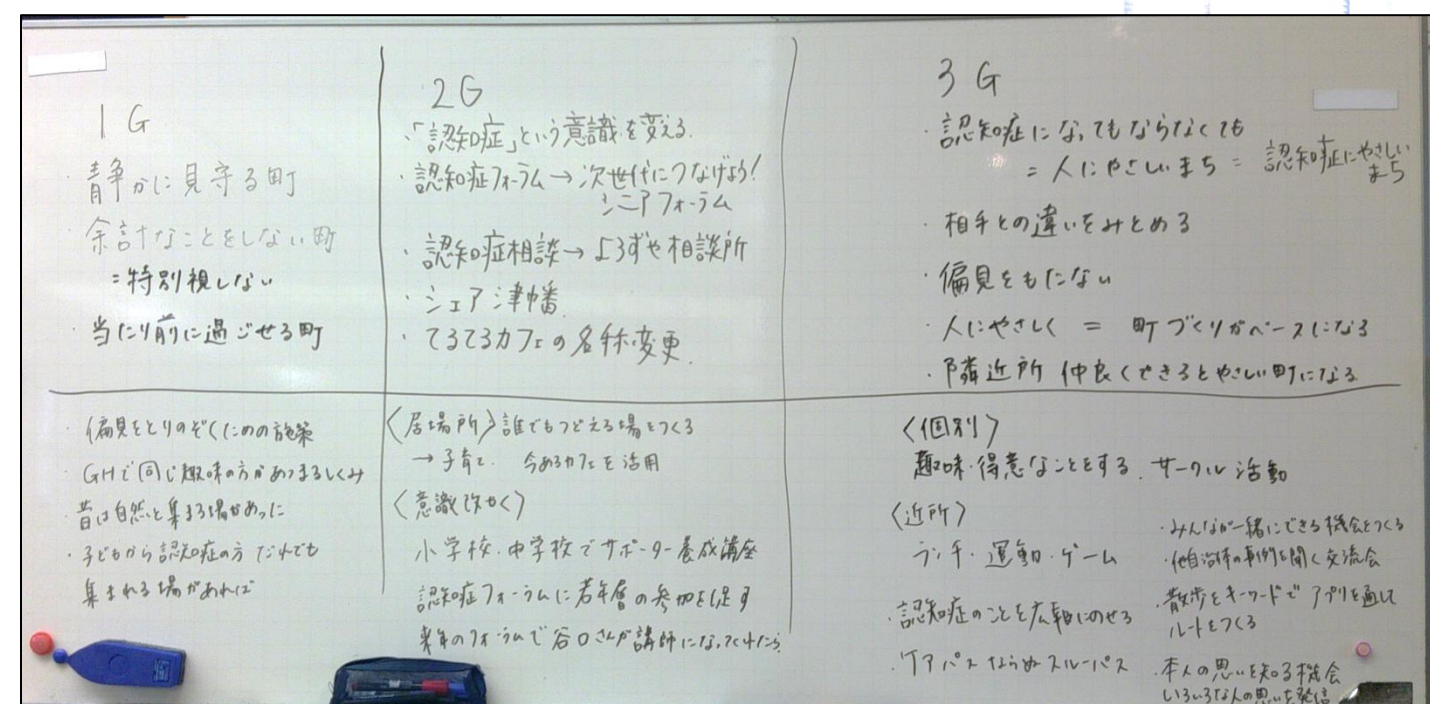 1G
・静かに見守る町
・余計なことをしない町
=特別視しない
・当たり前に過ごせる町
2G
・「認知症」という意識を変える.
・認知症フォーラム→次世代につなげよう!
シニアフォーラム
・認知症相談→よろずや相談所
・シェア津幡.
・てるてるカフェの名称変更.
3G
・認知症になってもならなくても
=人にやさしいまち=認知症にやさしい
まち
・相手との違いをみとめる
・偏見をもたない
・人にやさしく = 町づくりがベースになる
・隣近所 仲良くできるとやさしい町になる
・偏見をとりのぞくための施策
・GHで同じ趣味の方があつまるしくみ
・昔は自然と集まる場があった
・子どもから認知症の方 だれでも
集まれる場があれば
〈居場所〉誰でもつどえる場をつくる
→子育て. 今あるカフェを活用
〈意識改かく〉
小学校・中学校でサポーター養成講座
認知症フォーラムに若年層の参加を促す
来年のフォーラムで谷口さんが講師になってくれたら.
〈個別〉
趣味・得意なことをする. サークル活動
〈近所〉
ランチ・運動・ゲーム
・認知症のことを広報にのせる
・ケアパスならぬスルーパス
・みんなが一緒にできる機会をつくる
・他自治体の事例を聞く交流会
・散歩をキーワードでアプリを通して
ルートをつくる
・本人の思いを知る機会
いろいろな人の思いを発信